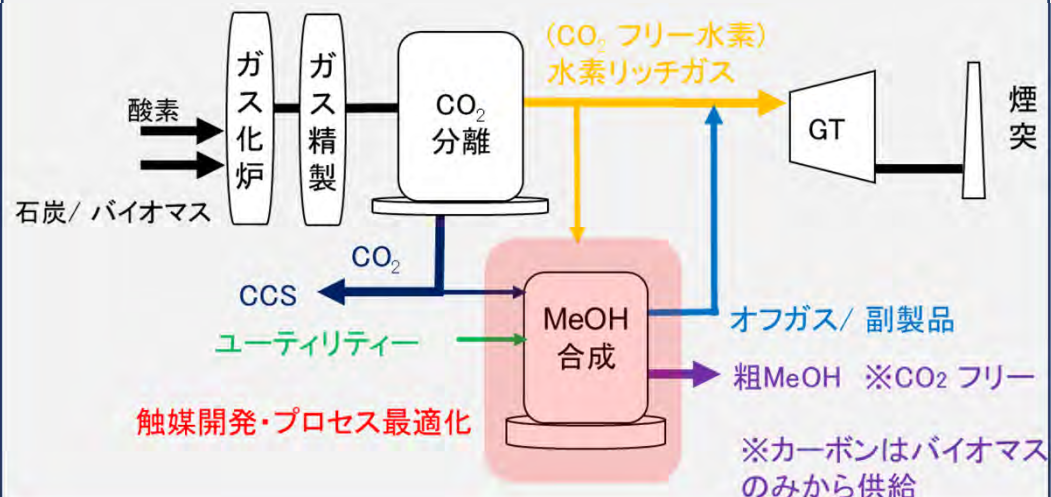 (CO₂ フリー水素)
水素リッチガス
酸素
石炭/ バイオマス
ガス化炉
ガス精製
CO₂
分離
GT
煙突
CO₂
CCS
ユーティリティー
MeOH
合成
オフガス/ 副製品
粗MeOH ※CO₂ フリー
触媒開発・プロセス最適化
※カーボンはバイオマス
のみから供給